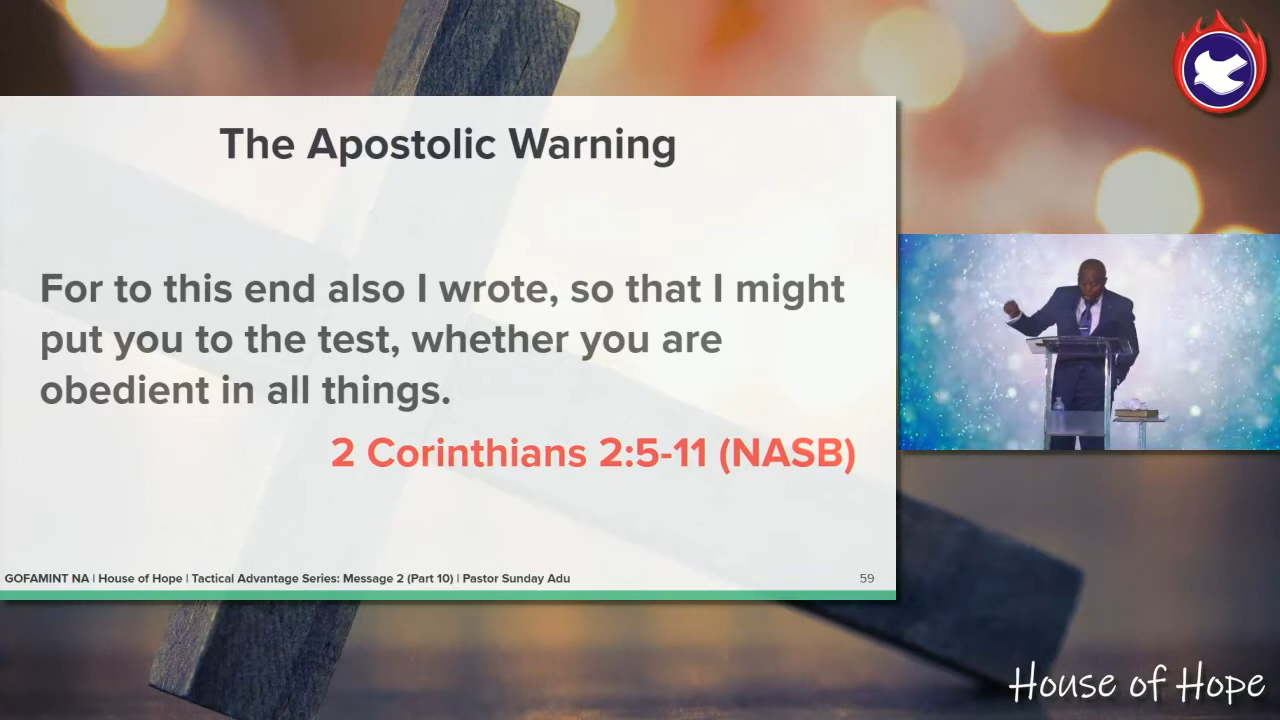 The Apostolic Warning
For to this end also I wrote, so that I might
put you to the test, whether you are
obedient in all things.
2 Corinthians 2:5-11 (NASB)
GOFAMINT NA | House of Hope | Tactical Advantage Series: Message 2 (Part 10) | Pastor Sunday Adu
59
House of Hope